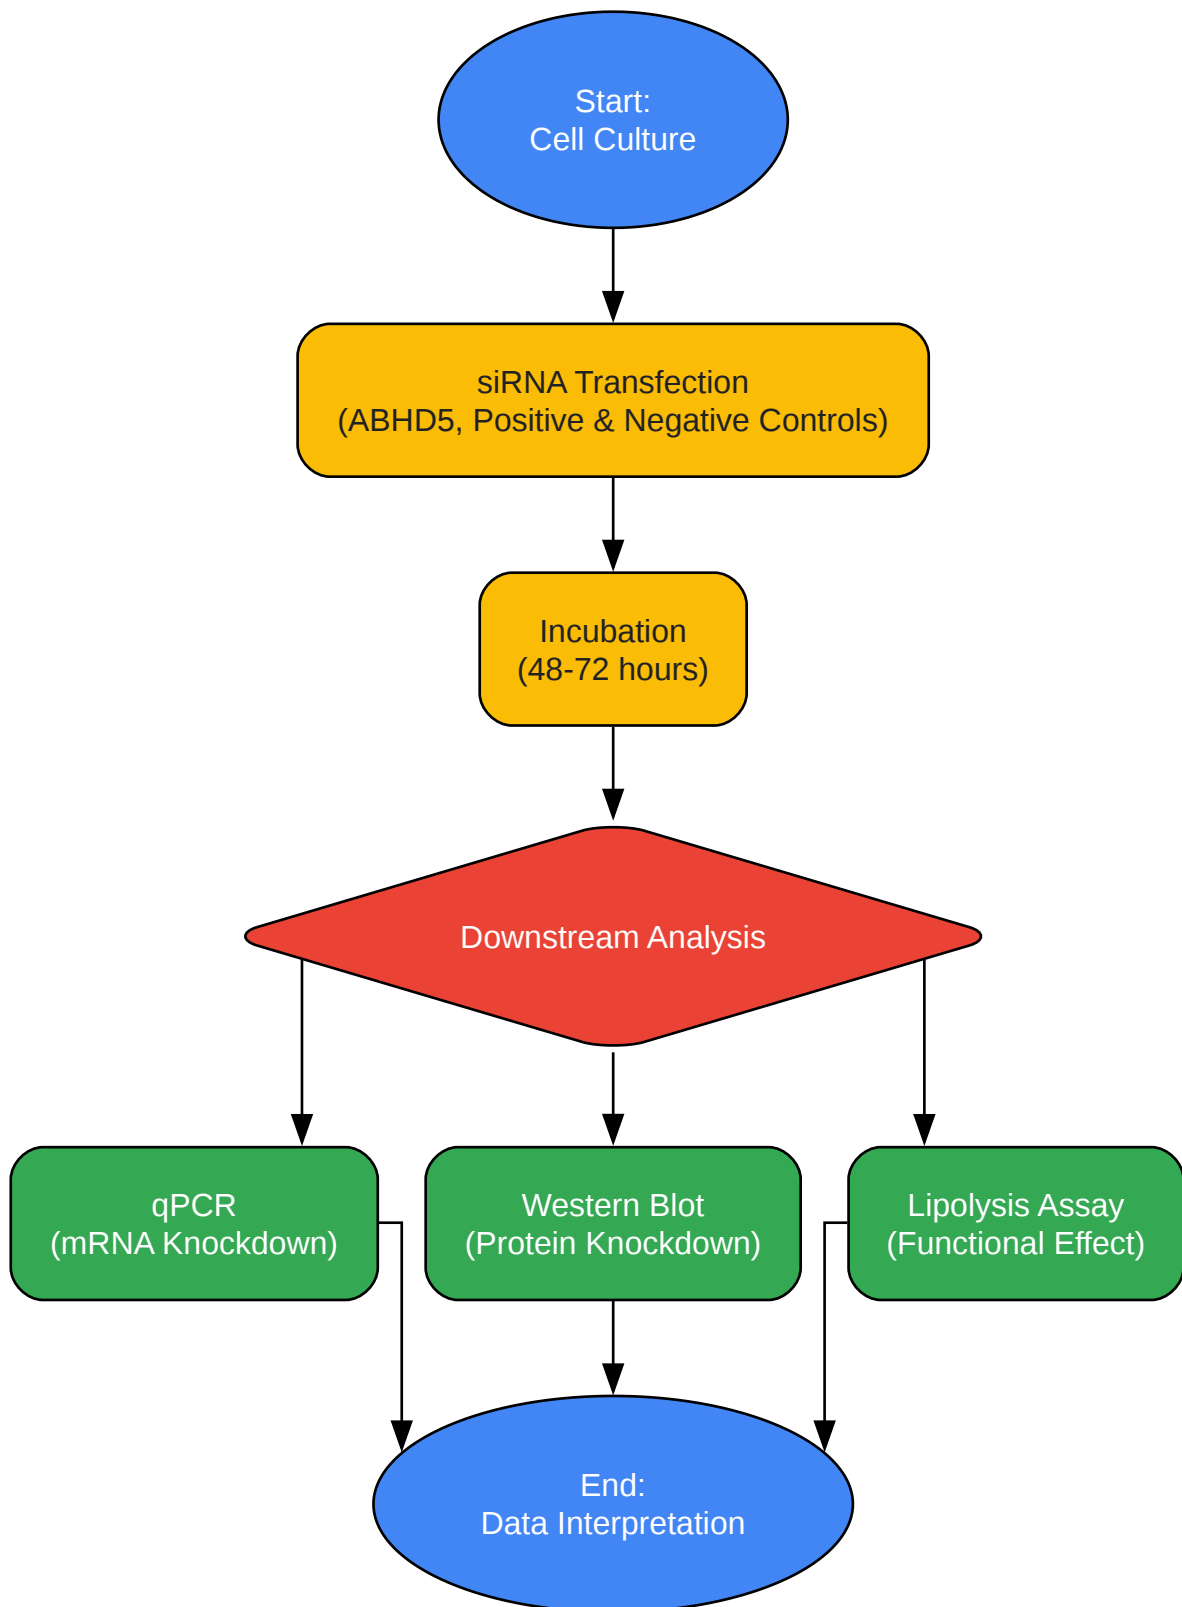 Start:
Cell Culture
siRNA Transfection
(ABHD5, Positive & Negative Controls)
Incubation
(48-72 hours)
Downstream Analysis
qPCR
(mRNA Knockdown)
Western Blot
(Protein Knockdown)
Lipolysis Assay
(Functional Effect)
End:
Data Interpretation